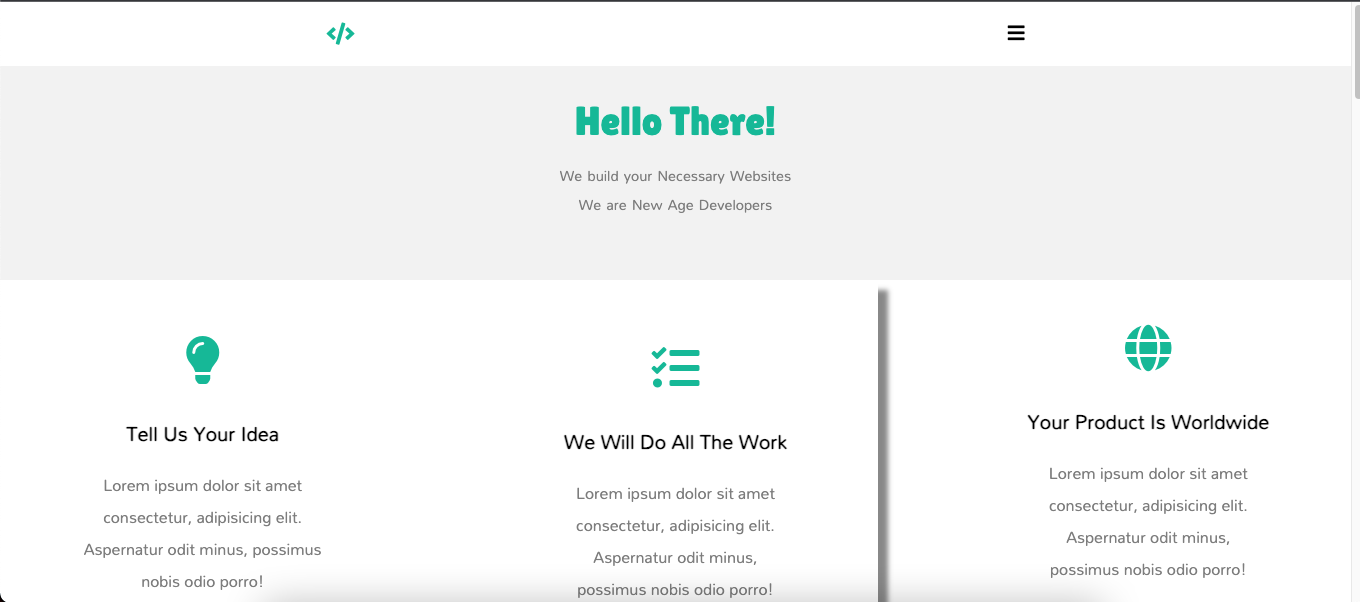 Hello There!
We build your Necessary Websites
We are New Age Developers
Tell Us Your Idea
Lorem ipsum dolor sit amet
consectetur, adipisicing elit.
Aspernatur odit minus, possimus
nobis odio porro!
We Will Do All The Work
Lorem ipsum dolor sit amet
consectetur, adipisicing elit.
Aspernatur odit minus,
possimus nobis odio porro!
Your Product Is Worldwide
Lorem ipsum dolor sit amet
consectetur, adipisicing elit.
Aspernatur odit minus,
possimus nobis odio porro!